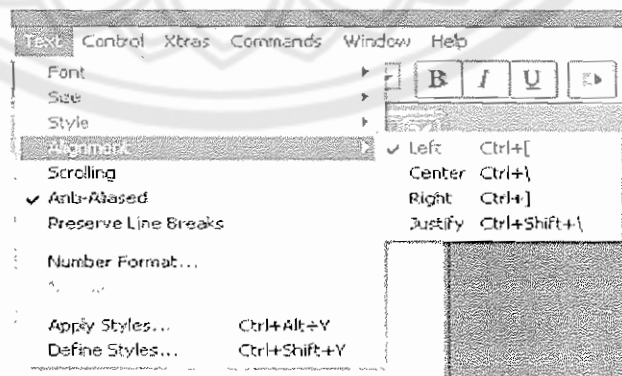 Text Control Xtras Commands Window Help
Font
Size
Style
Alignment
Scrolling
Anti-Aliased
Preserve Line Breaks
Number Format...
Apply Styles... Ctrl+Alt+Y
Define Styles... Ctrl+Shift+Y
B I U
Left Ctrl+[
Center Ctrl+\
Right Ctrl+]
Justify Ctrl+Shift+\